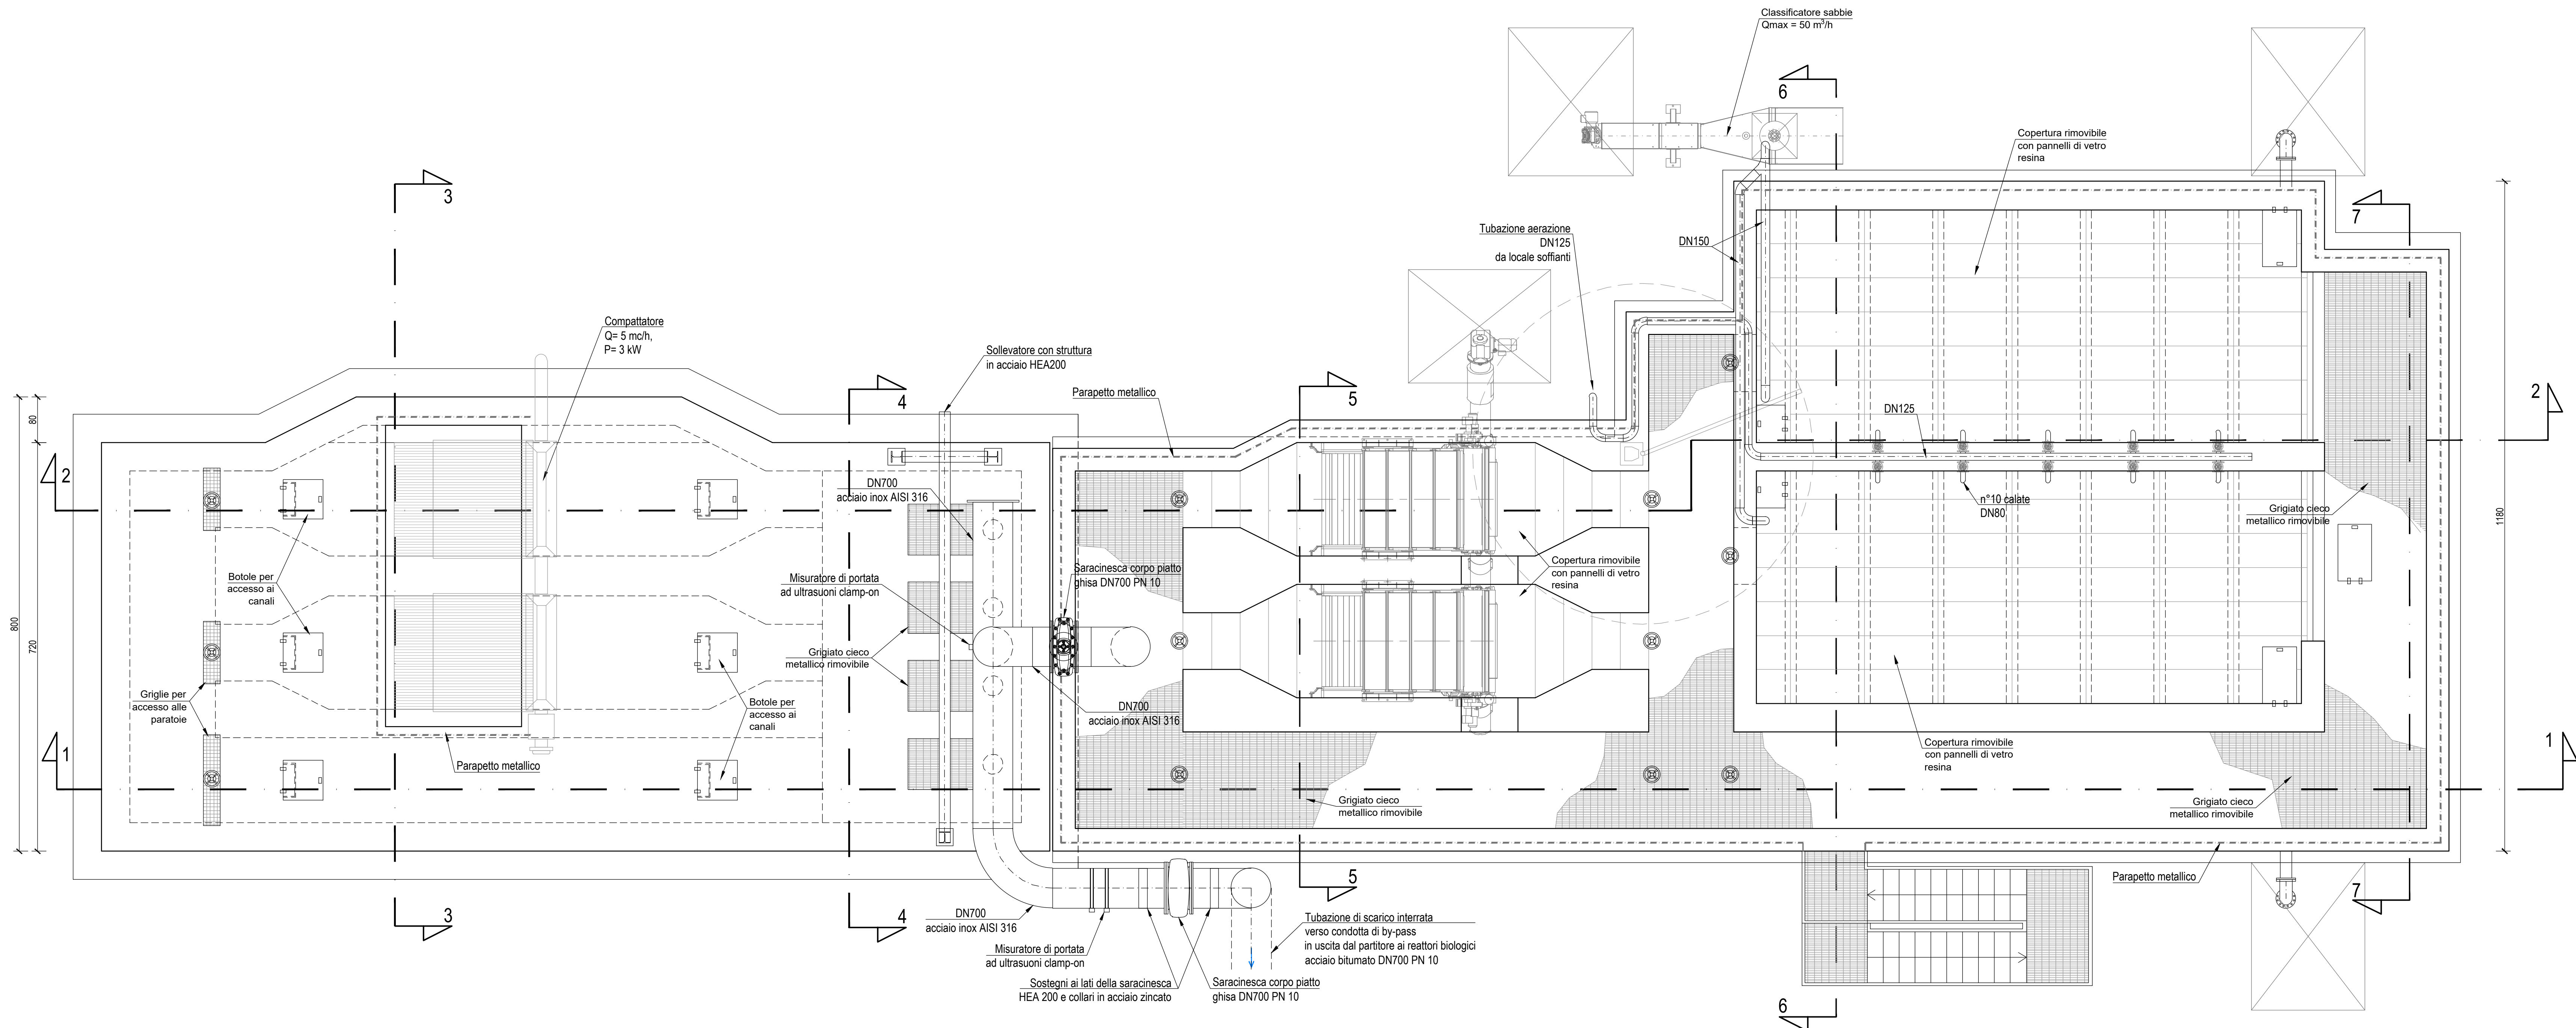 Classificatore sabbie
Qmax = 50 m³/h
6
3
Copertura rimovibile
con pannelli di vetro
resina
7
Tubazione aerazione
DN125
da locale soffianti
DN150
1180
Compattatore
Q= 5 mc/h,
P= 3 kW
Sollevatore con struttura
in acciaio HEA200
Parapetto metallico
4
5
2
80
DN125
2
DN700
acciaio inox AISI 316
n°10 calate
DN80
Grigiato cieco
metallico rimovibile
Botole per
accesso ai
canali
Misuratore di portata
ad ultrasuoni clamp-on
Saracinesca corpo piatto
ghisa DN700 PN 10
Copertura rimovibile
con pannelli di vetro
resina
800
720
Grigiato cieco
metallico rimovibile
Griglie per
accesso alle
paratoie
Botole per
accesso ai
canali
DN700
acciaio inox AISI 316
1
Parapetto metallico
Copertura rimovibile
con pannelli di vetro
resina
1
Grigiato cieco
metallico rimovibile
Grigiato cieco
metallico rimovibile
3
4
5
Parapetto metallico
7
DN700
acciaio inox AISI 316
Misuratore di portata
ad ultrasuoni clamp-on
Tubazione di scarico interrata
verso condotta di by-pass
in uscita dal partitore ai reattori biologici
acciaio bitumato DN700 PN 10
Sostegni ai lati della saracinesca
HEA 200 e collari in acciaio zincato
Saracinesca corpo piatto
ghisa DN700 PN 10
6